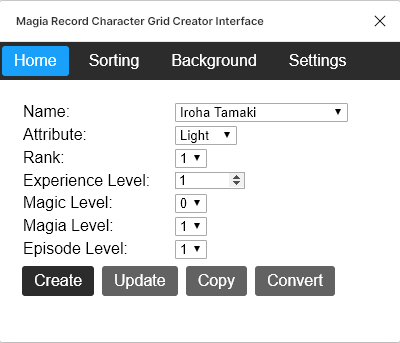 Magia Record Character Grid Creator Interface
Home Sorting Background Settings
Name: Iroha Tamaki
Attribute: Light
Rank: 1
Experience Level: 1
Magic Level: 0
Magia Level: 1
Episode Level: 1
Create Update Copy Convert